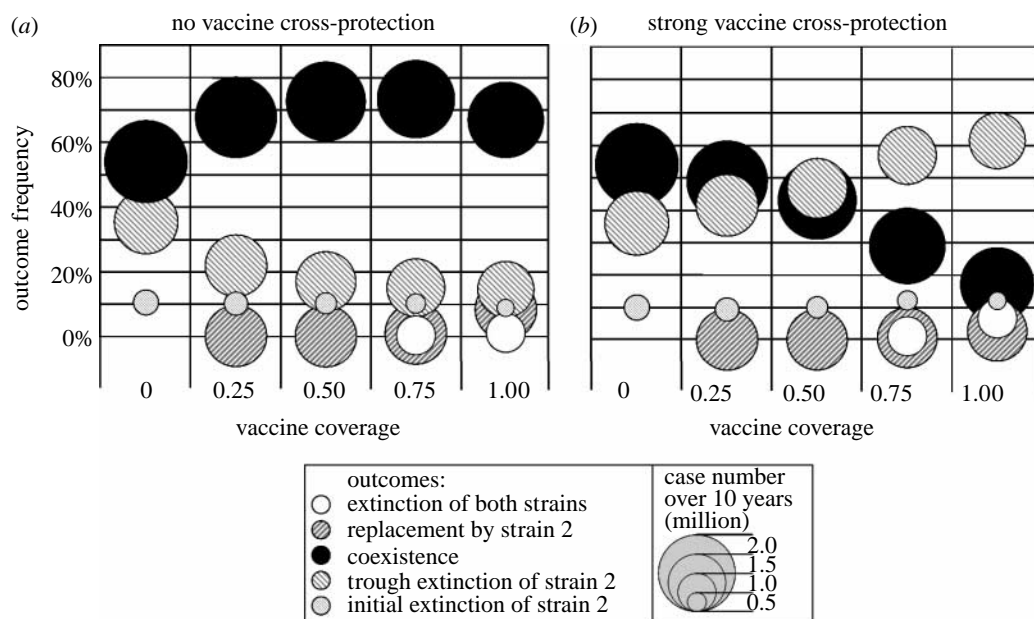 (a) no vaccine cross-protection
(b) strong vaccine cross-protection
outcome frequency
80%
60%
40%
20%
0%
0 0.25 0.50 0.75 1.00
vaccine coverage
0 0.25 0.50 0.75 1.00
vaccine coverage
outcomes:
extinction of both strains
replacement by strain 2
coexistence
trough extinction of strain 2
initial extinction of strain 2
case number
over 10 years
(million)
2.0
1.5
1.0
0.5